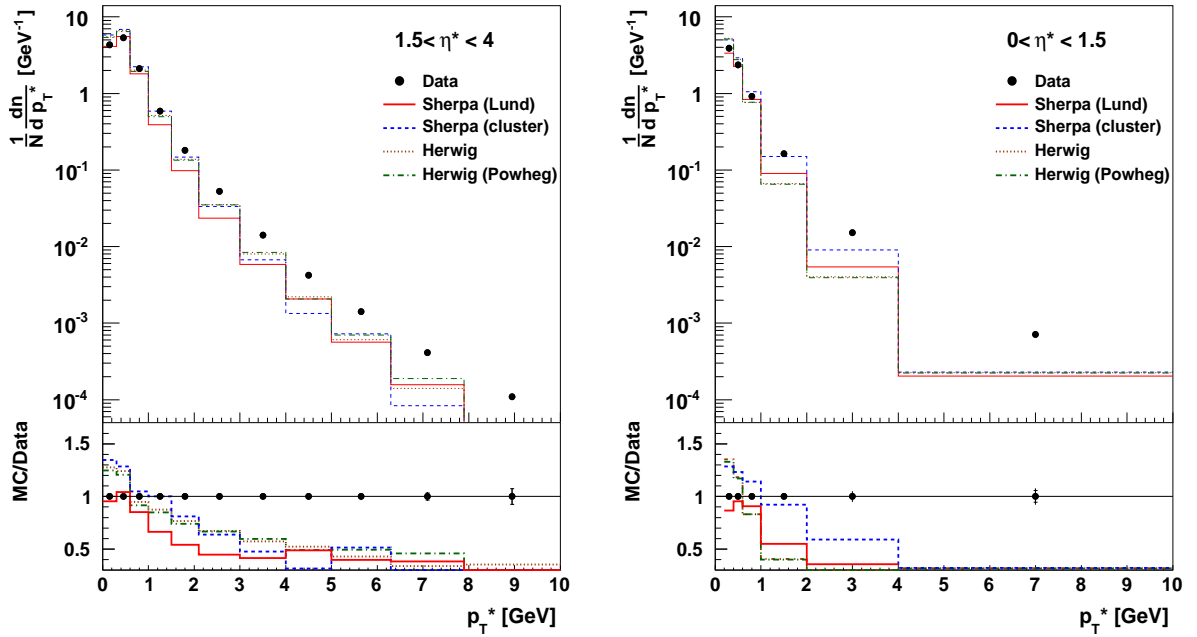 1/N dn/d p_T* [GeV⁻¹]
10
1
10⁻¹
10⁻²
10⁻³
10⁻⁴
1.5< η* < 4
Data
Sherpa (Lund)
Sherpa (cluster)
Herwig
Herwig (Powheg)
MC/Data
1.5
1
0.5
0 1 2 3 4 5 6 7 8 9 10
p_T* [GeV]
1/N dn/d p_T* [GeV⁻¹]
10
1
10⁻¹
10⁻²
10⁻³
10⁻⁴
0< η* < 1.5
Data
Sherpa (Lund)
Sherpa (cluster)
Herwig
Herwig (Powheg)
MC/Data
1.5
1
0.5
0 1 2 3 4 5 6 7 8 9 10
p_T* [GeV]